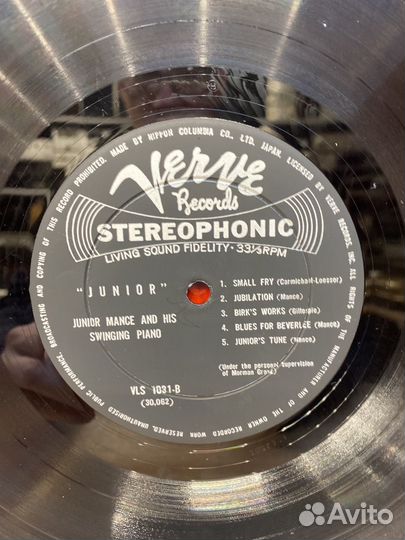 BROADCASTING AND COPYING OF THIS RECORD PROHIBITED. MADE BY NIPPON COLUMBIA CO., LTD. JAPAN. LICENSED BY VERVE RECORDS, INC. ALL RIGHTS OF THE MANUFACTURER AND OF THE OWNER OF THE RECORDED WORK RESERVED. UNAUTHORISED PUBLIC PERFORMANCE,
Verve
Records
STEREOPHONIC
LIVING SOUND FIDELITY · 33⅓RPM
"JUNIOR"
JUNIOR MANCE AND HIS
SWINGING PIANO
1. SMALL FRY (Carmichael-Loesser)
2. JUBILATION (Mance)
3. BIRK'S WORKS (Gillespie)
4. BLUES FOR BEVERLEE (Mance)
5. JUNIOR'S TUNE (Mance)
(Under the personal supervision
of Norman Granz)
VLS 1031-B
(30,062)
Avito